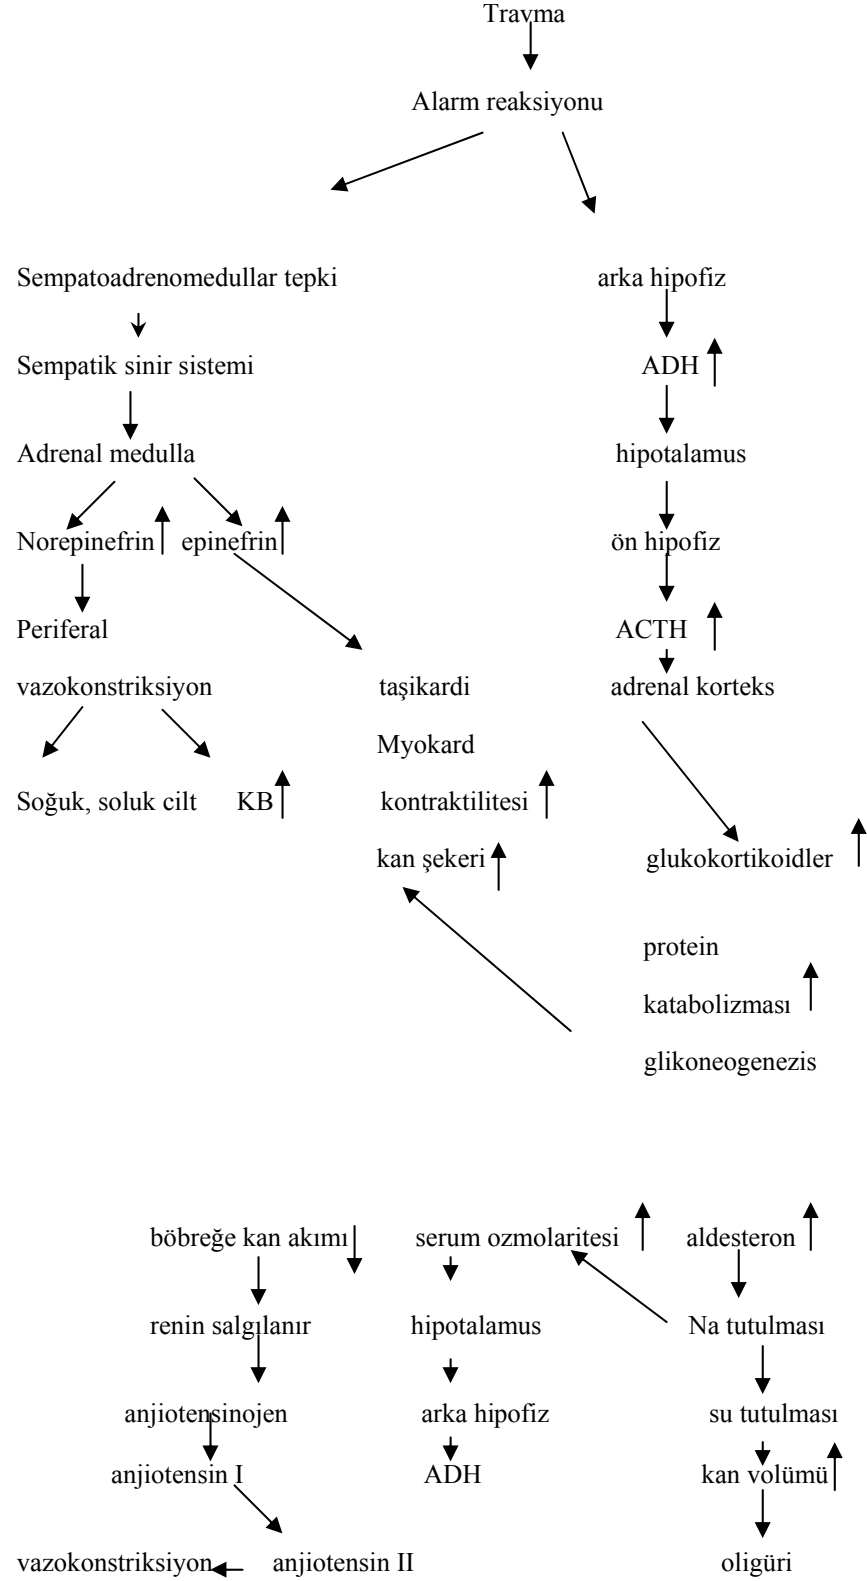 Travma
Alarm reaksiyonu
Sempatoadrenomedullar tepki arka hipofiz
Sempatik sinir sistemi ADH
Adrenal medulla hipotalamus
Norepinefrin epinefrin ön hipofiz
Periferal ACTH
vazokonstriksiyon taşikardi adrenal korteks
Myokard
Soğuk, soluk cilt KB kontraktilitesi
kan şekeri glukokortikoidler
protein
katabolizması
glikoneogenezis
böbreğe kan akımı serum ozmolaritesi aldesteron
renin salgılanır hipotalamus Na tutulması
anjiotensinojen arka hipofiz su tutulması
anjiotensin I ADH kan volümü
vazokonstriksiyon anjiotensin II oligüri